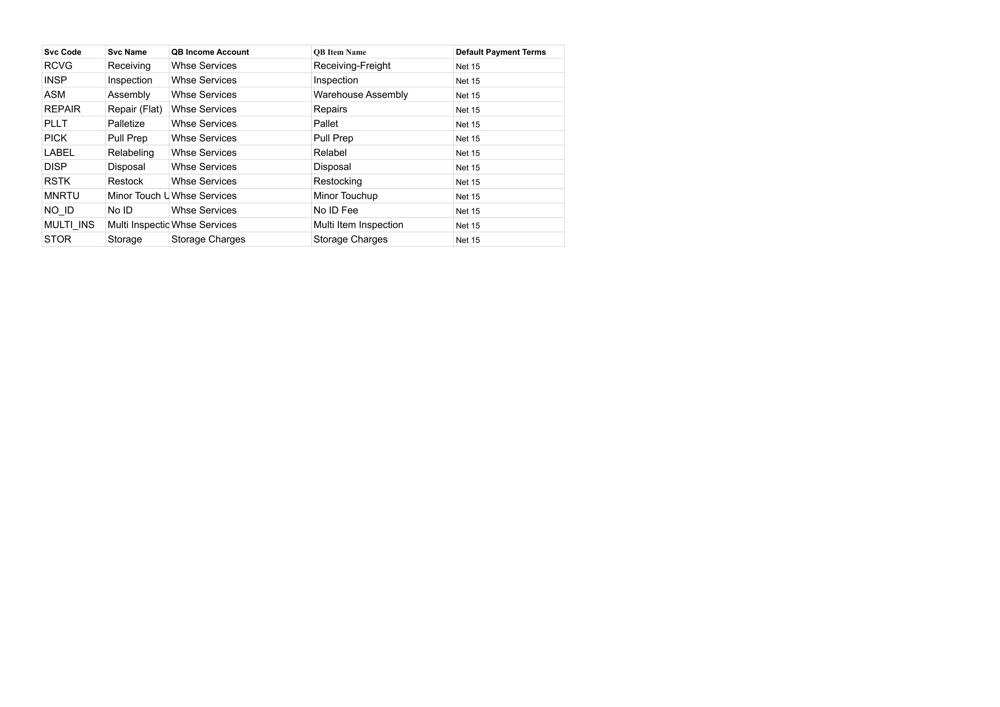 Svc Code Svc Name QB Income Account QB Item Name Default Payment Terms
RCVG Receiving Whse Services Receiving-Freight Net 15
INSP Inspection Whse Services Inspection Net 15
ASM Assembly Whse Services Warehouse Assembly Net 15
REPAIR Repair (Flat) Whse Services Repairs Net 15
PLLT Palletize Whse Services Pallet Net 15
PICK Pull Prep Whse Services Pull Prep Net 15
LABEL Relabeling Whse Services Relabel Net 15
DISP Disposal Whse Services Disposal Net 15
RSTK Restock Whse Services Restocking Net 15
MNRTU Minor Touch U Whse Services Minor Touchup Net 15
NO_ID No ID Whse Services No ID Fee Net 15
MULTI_INS Multi Inspectio Whse Services Multi Item Inspection Net 15
STOR Storage Storage Charges Storage Charges Net 15